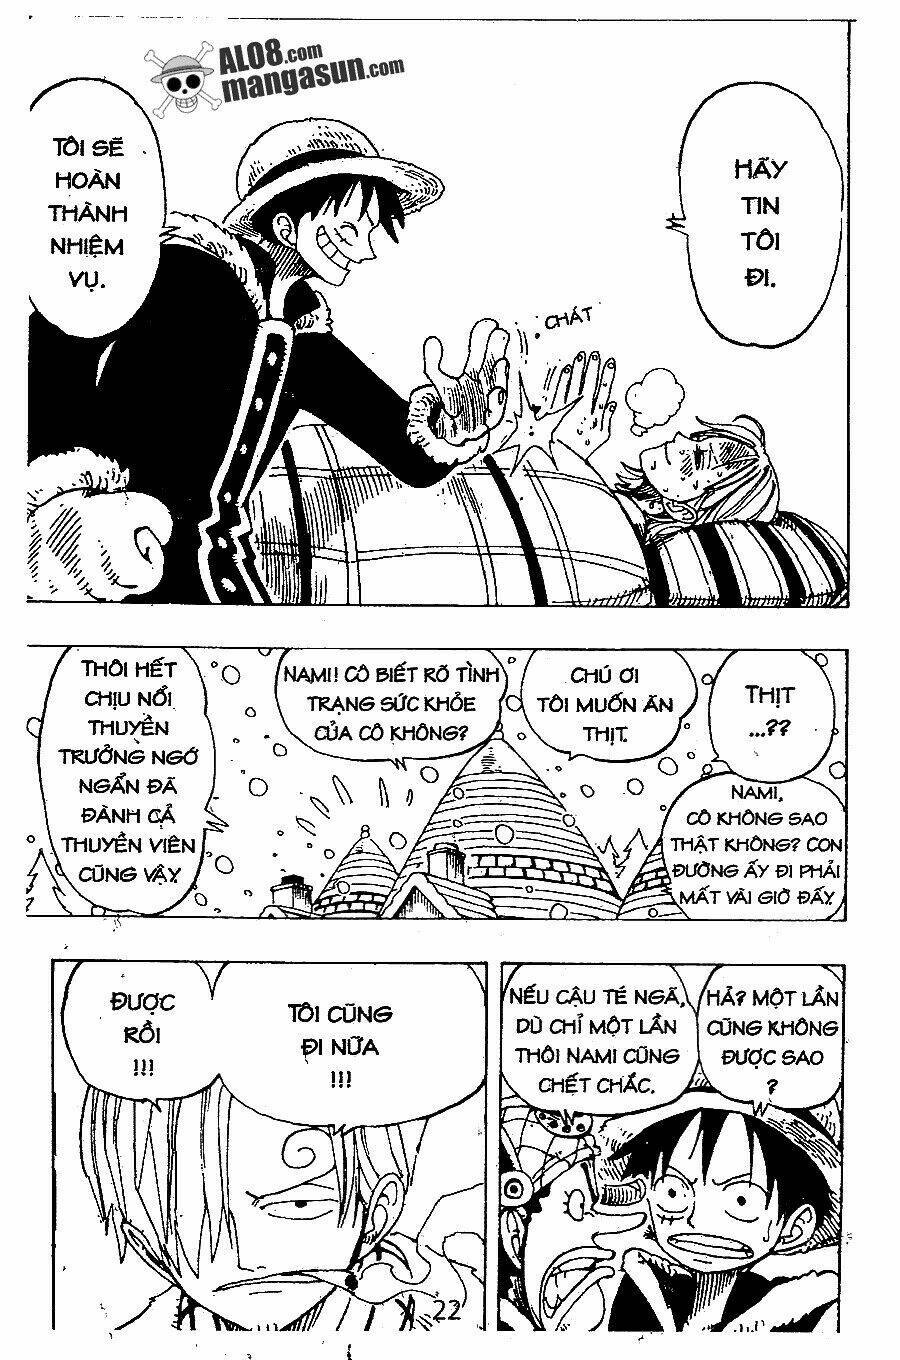 ALO8.com
mangasun.com
HÃY
TIN
TÔI
ĐI.
TÔI SẼ
HOÀN
THÀNH
NHIỆM
VỤ.
CHÁT
THỊT
...??
NAMI,
CÔ KHÔNG SAO
THẬT KHÔNG? CON
ĐƯỜNG ẤY ĐI PHẢI
MẤT VÀI GIỜ ĐẤY.
CHÚ ƠI
TÔI MUỐN ĂN
THỊT.
NAMI! CÔ BIẾT RÕ TÌNH
TRẠNG SỨC KHỎE
CỦA CÔ KHÔNG?
THÔI HẾT
CHỊU NỔI
THUYỀN
TRƯỞNG NGỚ
NGẨN ĐÃ
ĐÀNH CẢ
THUYỀN VIÊN
CŨNG VẬY.
HẢ? MỘT LẦN
CŨNG KHÔNG
ĐƯỢC SAO
?
NẾU CẬU TÉ NGÃ,
DÙ CHỈ MỘT LẦN
THÔI NAMI CŨNG
CHẾT CHẮC.
TÔI CŨNG
ĐI NỮA
!!!
ĐƯỢC
RỒI
!!!
22